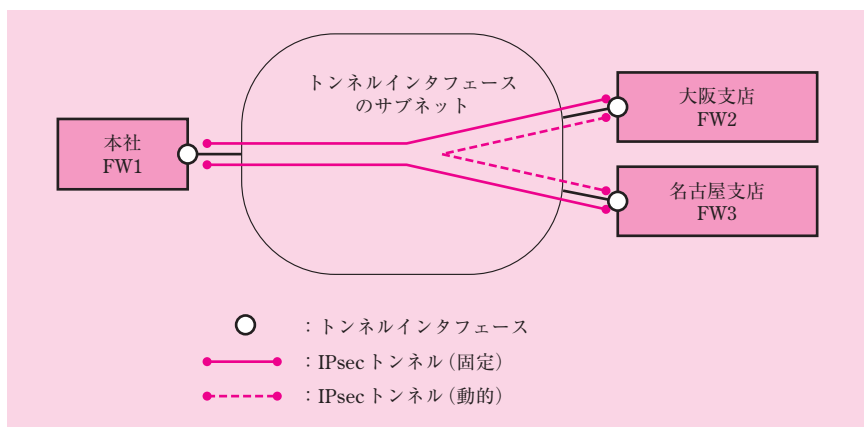 トンネルインタフェース
のサブネット
本社
FW1
大阪支店
FW2
名古屋支店
FW3
：トンネルインタフェース
：IPsecトンネル(固定)
：IPsecトンネル(動的)